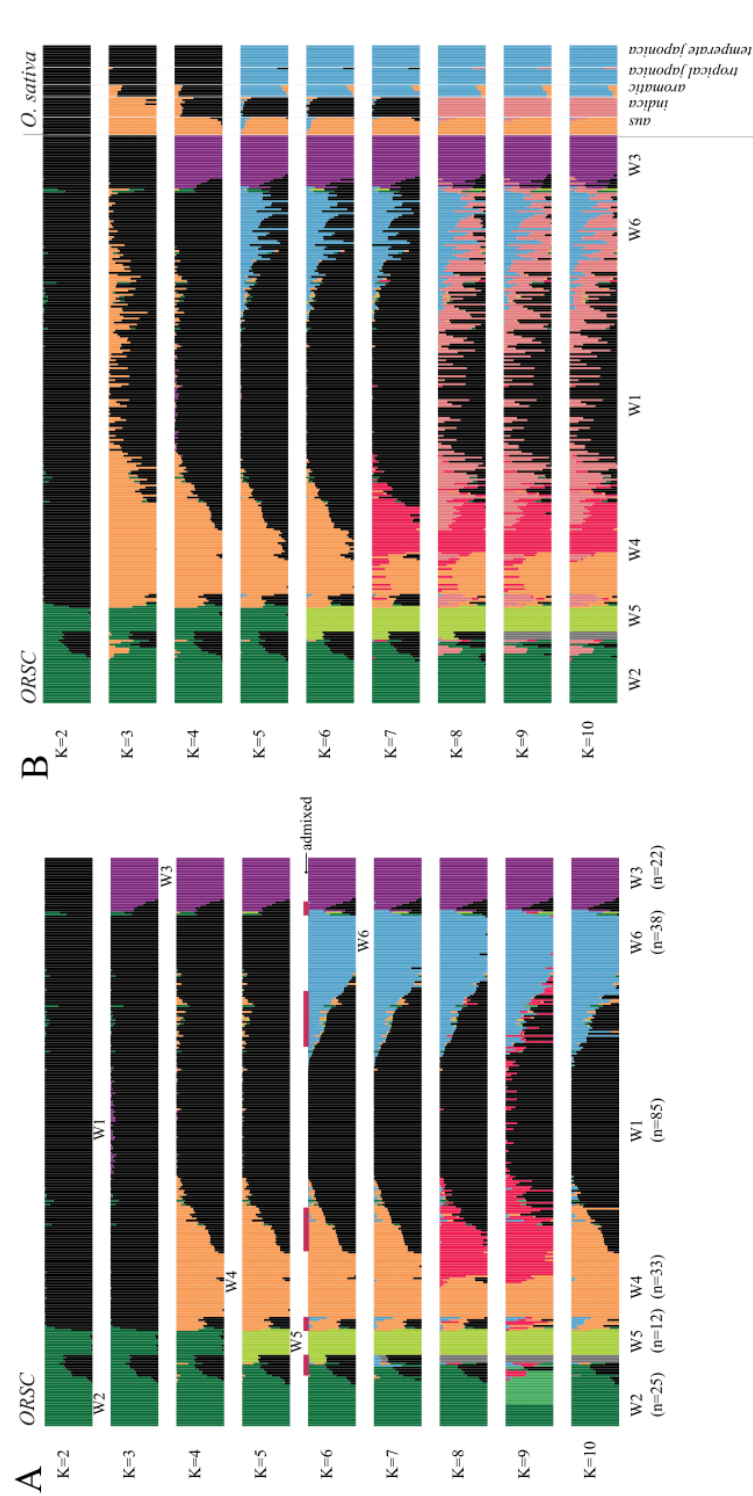 A
ORSC
K=2
W2
W1
K=3
W3
K=4
W4
K=5
W5
admixed
K=6
W6
K=7
K=8
K=9
K=10
W2 W5 W4 W1 W6 W3
(n=25) (n=12) (n=33) (n=85) (n=38) (n=22)
B
ORSC O. sativa
K=2
K=3
K=4
K=5
K=6
K=7
K=8
K=9
K=10
W2 W5 W4 W1 W6 W3 aus indica aromatic tropical japonica temperate japonica